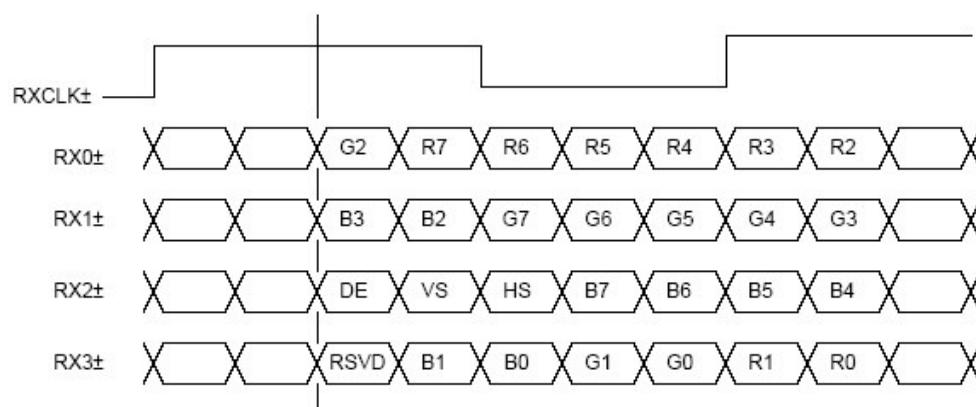 RXCLK±
RX0± G2 R7 R6 R5 R4 R3 R2
RX1± B3 B2 G7 G6 G5 G4 G3
RX2± DE VS HS B7 B6 B5 B4
RX3± RSVD B1 B0 G1 G0 R1 R0